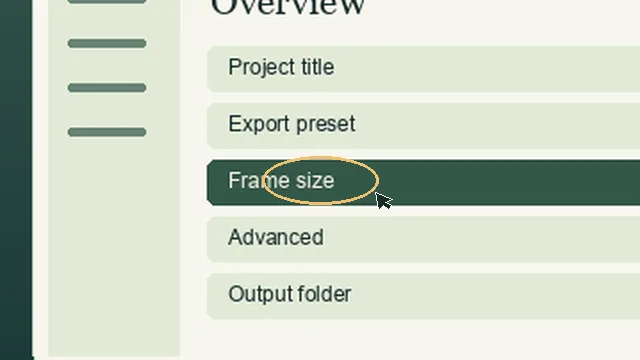 Overview
Project title
Export preset
Frame size
Advanced
Output folder